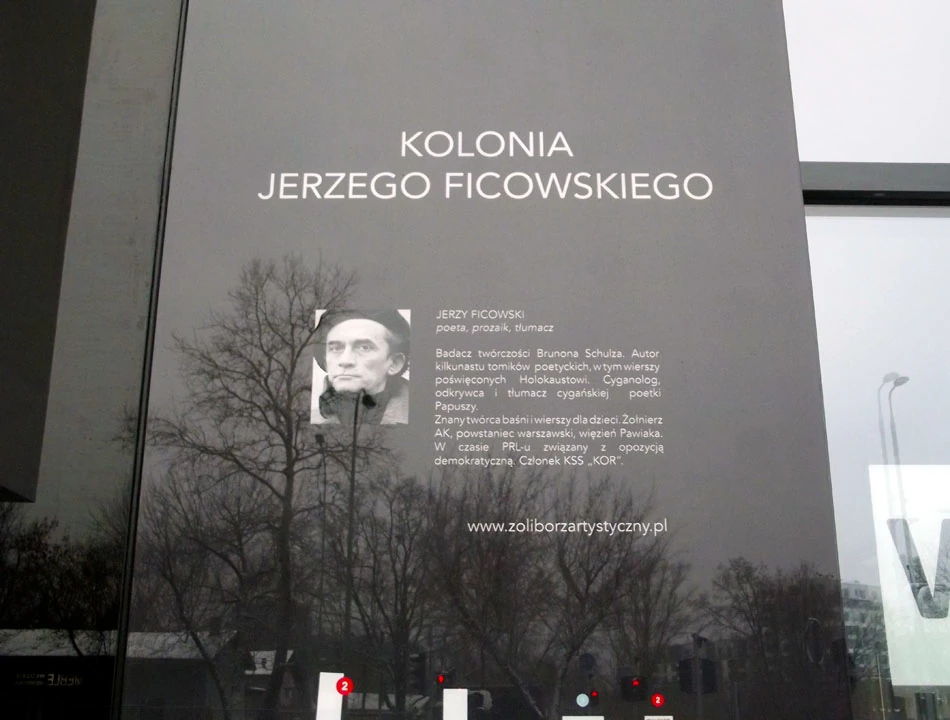 KOLONIA
JERZEGO FICOWSKIEGO
JERZY FICOWSKI
poeta, prozaik, tłumacz
Badacz twórczości Brunona Schulza. Autor
kilkunastu tomików poetyckich, w tym wierszy
poświęconych Holokaustowi. Cyganolog,
odkrywca i tłumacz cygańskiej poetki
Papuszy.
Znany twórca baśni i wierszy dla dzieci. Żołnierz
AK, powstaniec warszawski, więzień Pawiaka.
W czasie PRL-u związany z opozycją
demokratyczną. Członek KSS „KOR".
www.zoliborzartystyczny.pl
2
2